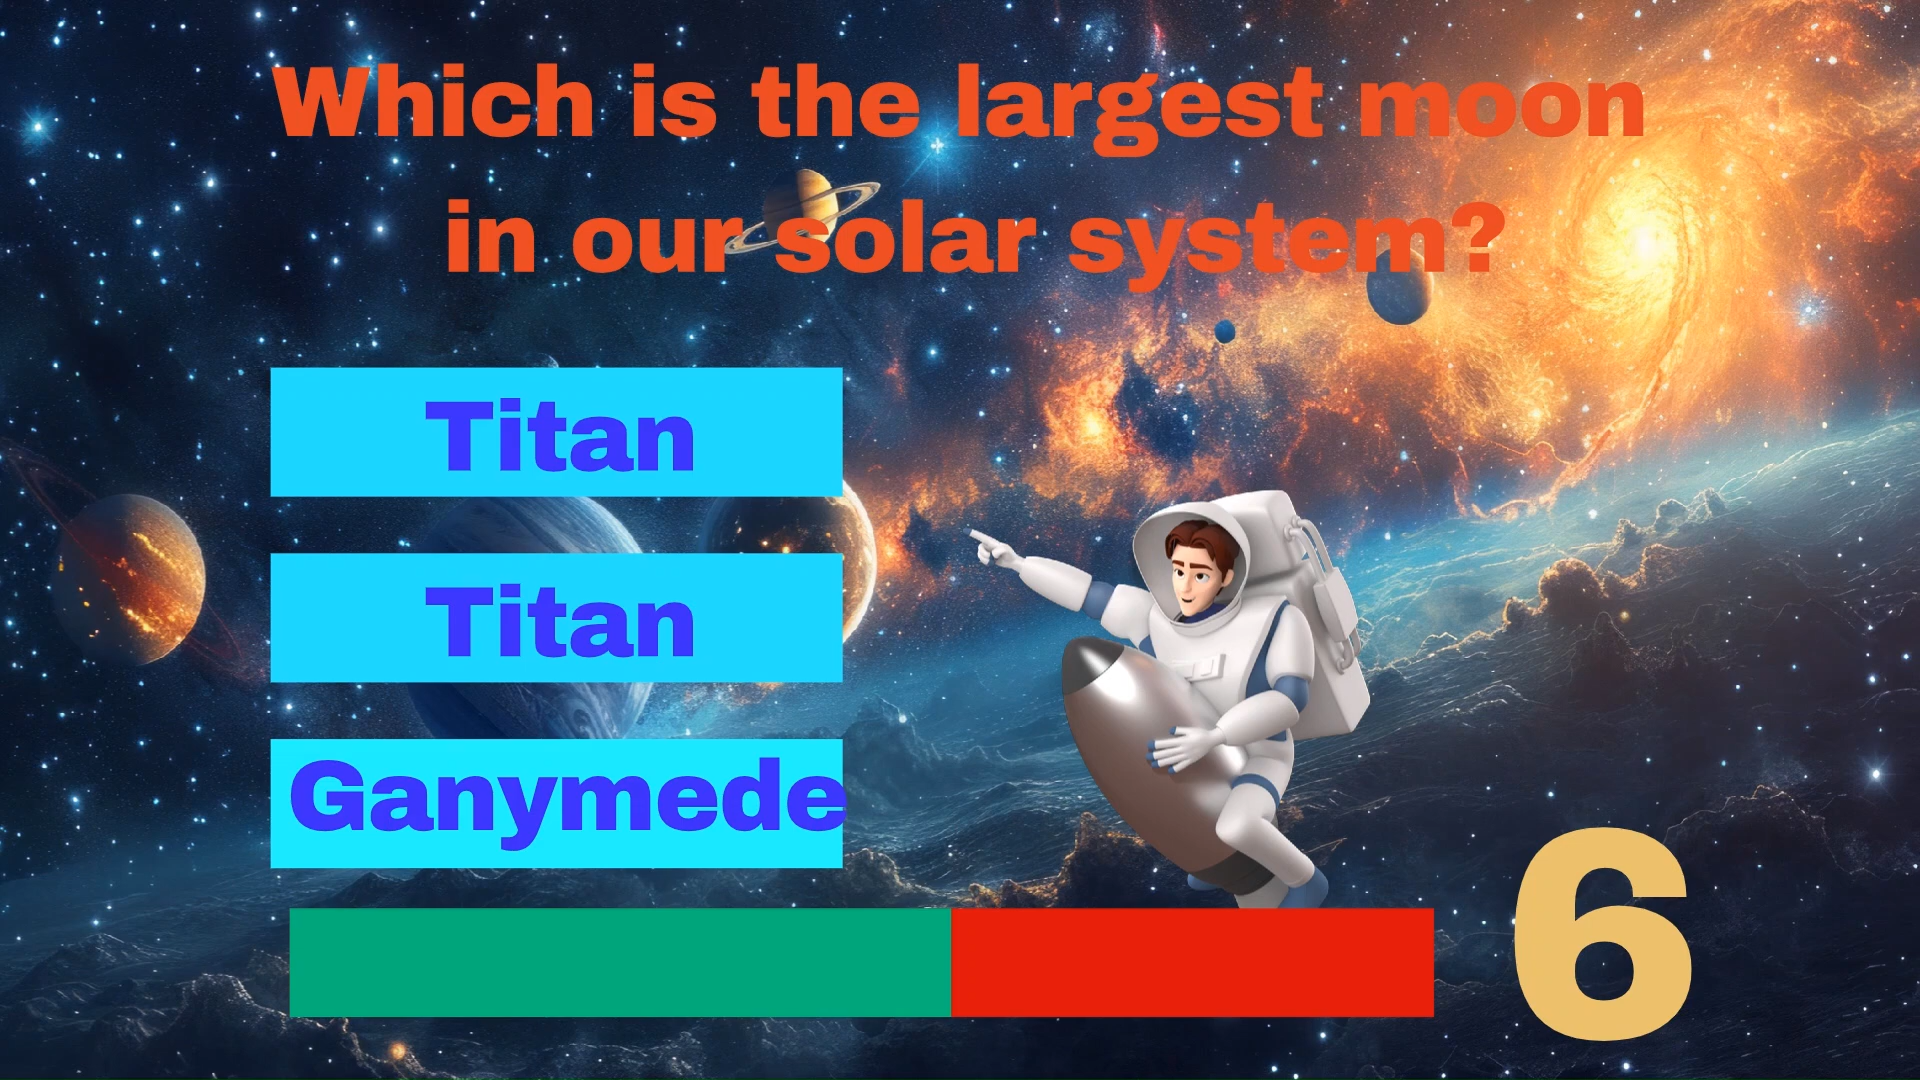 Which is the largest moon
in our solar system?
Titan
Titan
Ganymede
6